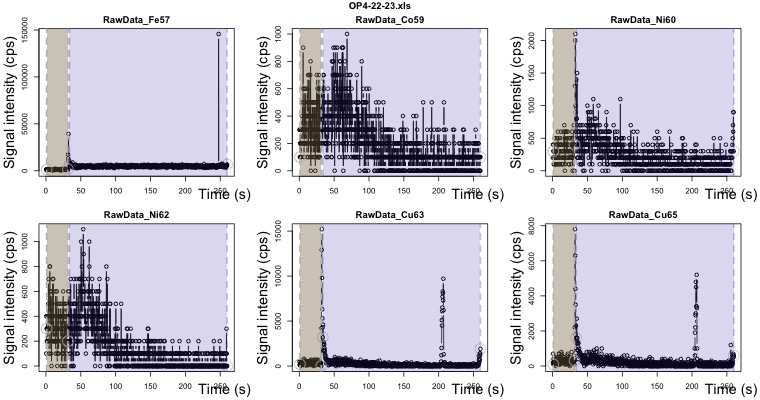 OP4-22-23.xls
RawData_Fe57
RawData_Co59
RawData_Ni60
Signal intensity (cps)
0 50000 100000 150000
0 50 100 150 200 250
Time (s)
Signal intensity (cps)
0 200 400 600 800 1000
0 50 100 150 200 250
Time (s)
Signal intensity (cps)
0 500 1000 1500 2000
0 50 100 150 200 250
Time (s)
RawData_Ni62
RawData_Cu63
RawData_Cu65
Signal intensity (cps)
0 200 400 600 800 1000
0 50 100 150 200 250
Time (s)
Signal intensity (cps)
0 5000 10000 15000
0 50 100 150 200 250
Time (s)
Signal intensity (cps)
0 2000 4000 6000 8000
0 50 100 150 200 250
Time (s)